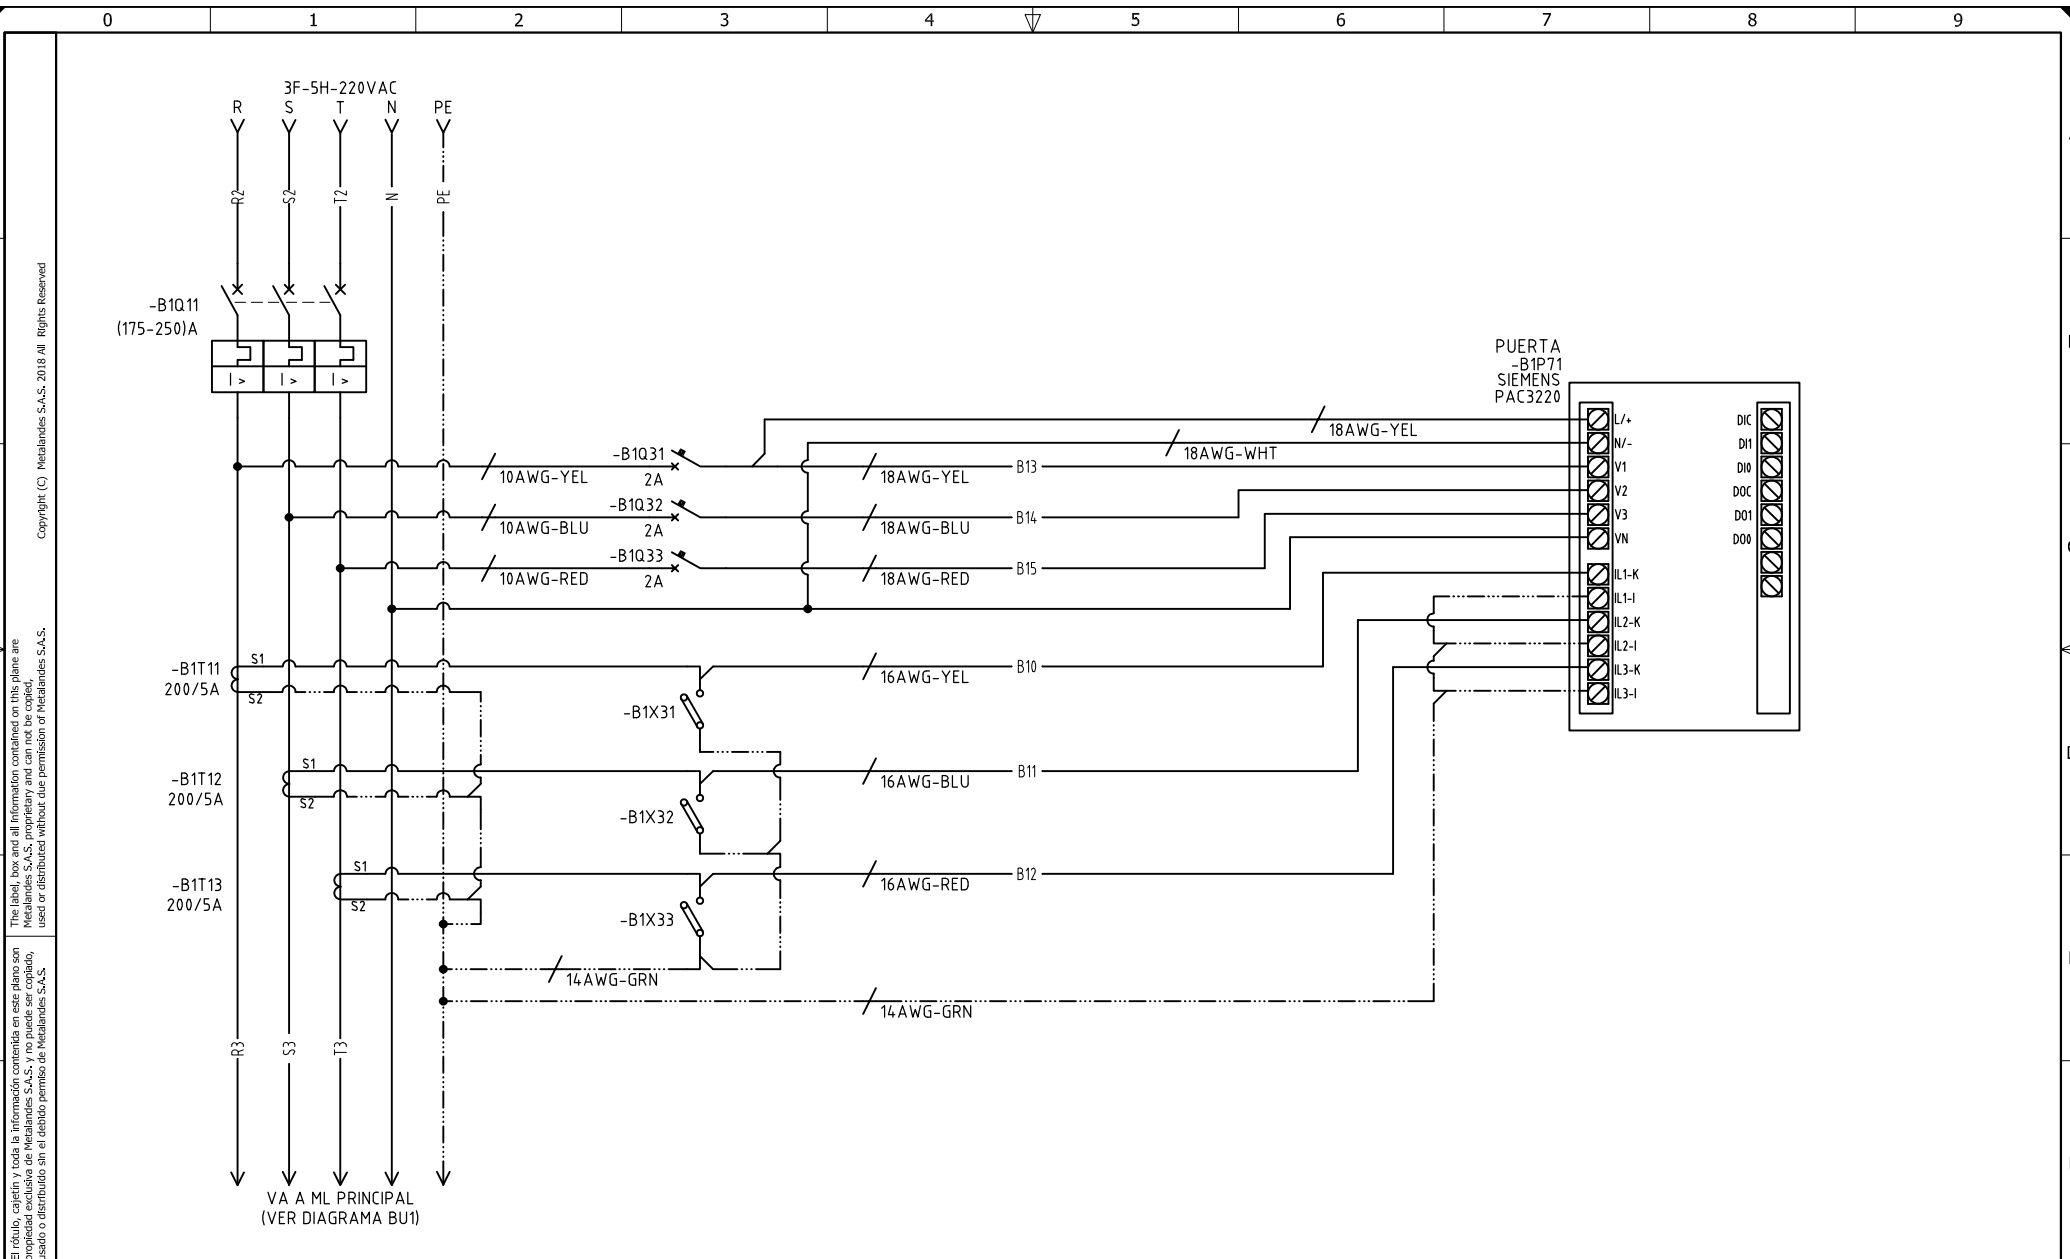 0 1 2 3 4 5 6 7 8 9
3F-5H-220VAC
R S T N PE
R2 S2 T2 N PE
-B1Q11
(175-250)A
I > I > I >
PUERTA
-B1P71
SIEMENS
PAC3220
L/+
N/-
V1
V2
V3
VN
IL1-K
IL1-I
IL2-K
IL2-I
IL3-K
IL3-I
DIC
DI1
DI0
DOC
DO1
DO0
18AWG-YEL
18AWG-WHT
10AWG-YEL
-B1Q31
2A
18AWG-YEL
B13
10AWG-BLU
-B1Q32
2A
18AWG-BLU
B14
10AWG-RED
-B1Q33
2A
18AWG-RED
B15
-B1T11
200/5A
S1
S2
-B1X31
16AWG-YEL
B10
-B1T12
200/5A
S1
S2
-B1X32
16AWG-BLU
B11
-B1T13
200/5A
S1
S2
-B1X33
16AWG-RED
B12
14AWG-GRN
14AWG-GRN
R3 S3 T3
VA A ML PRINCIPAL
(VER DIAGRAMA BU1)
Copyright (C) Metalandes S.A.S. 2018 All Rights Reserved
The label, box and all information contained on this plane are
Metalandes S.A.S. proprietary and can not be copied,
used or distributed without due permission of Metalandes S.A.S.
El rótulo, cajetín y toda la información contenida en este plano son
propiedad exclusiva de Metalandes S.A.S. y no puede ser copiado,
usado o distribuido sin el debido permiso de Metalandes S.A.S.